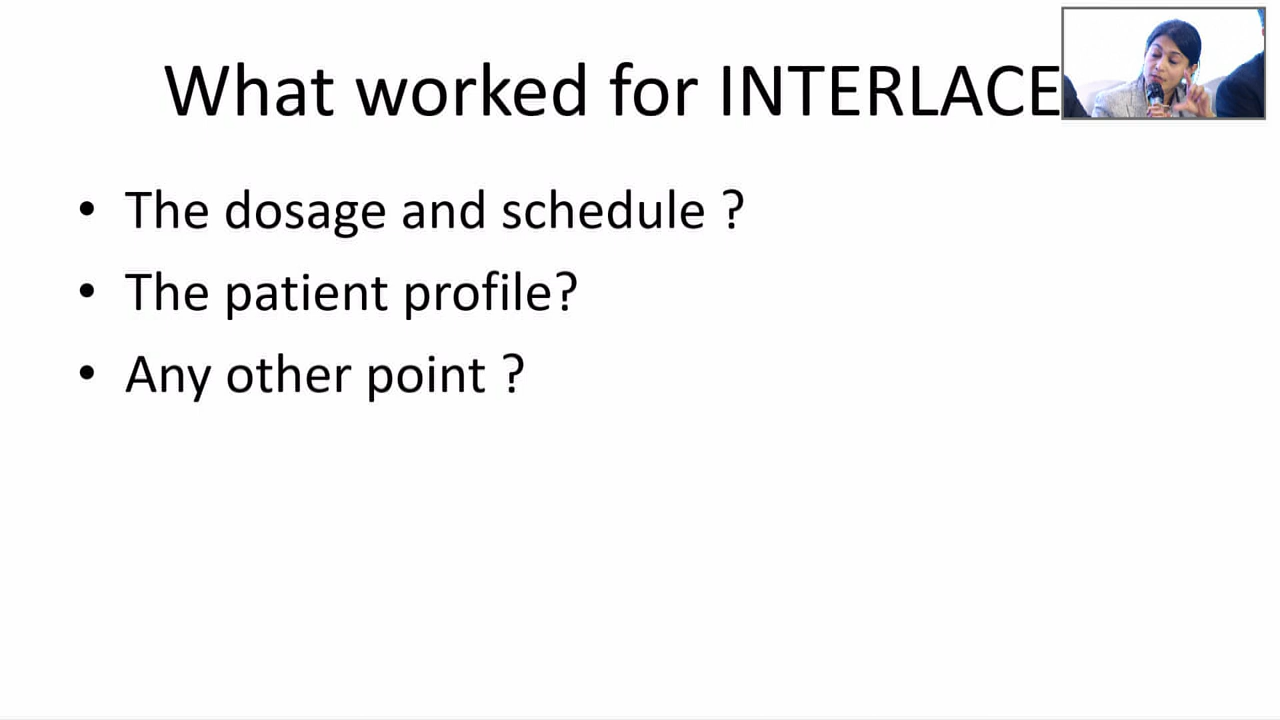 What worked for INTERLACE
• The dosage and schedule ?
• The patient profile?
• Any other point ?